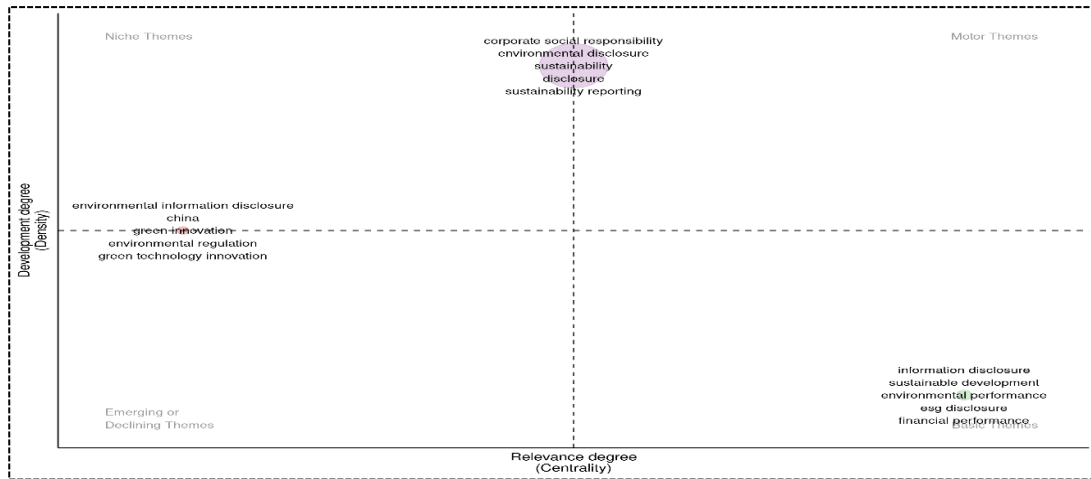 Niche Themes
Motor Themes
corporate social responsibility
environmental disclosure
sustainability
disclosure
sustainability reporting
environmental information disclosure
china
green innovation
environmental regulation
green technology innovation
Development degree
(Density)
information disclosure
sustainable development
environmental performance
esg disclosure
financial performance
Basic Themes
Emerging or
Declining Themes
Relevance degree
(Centrality)